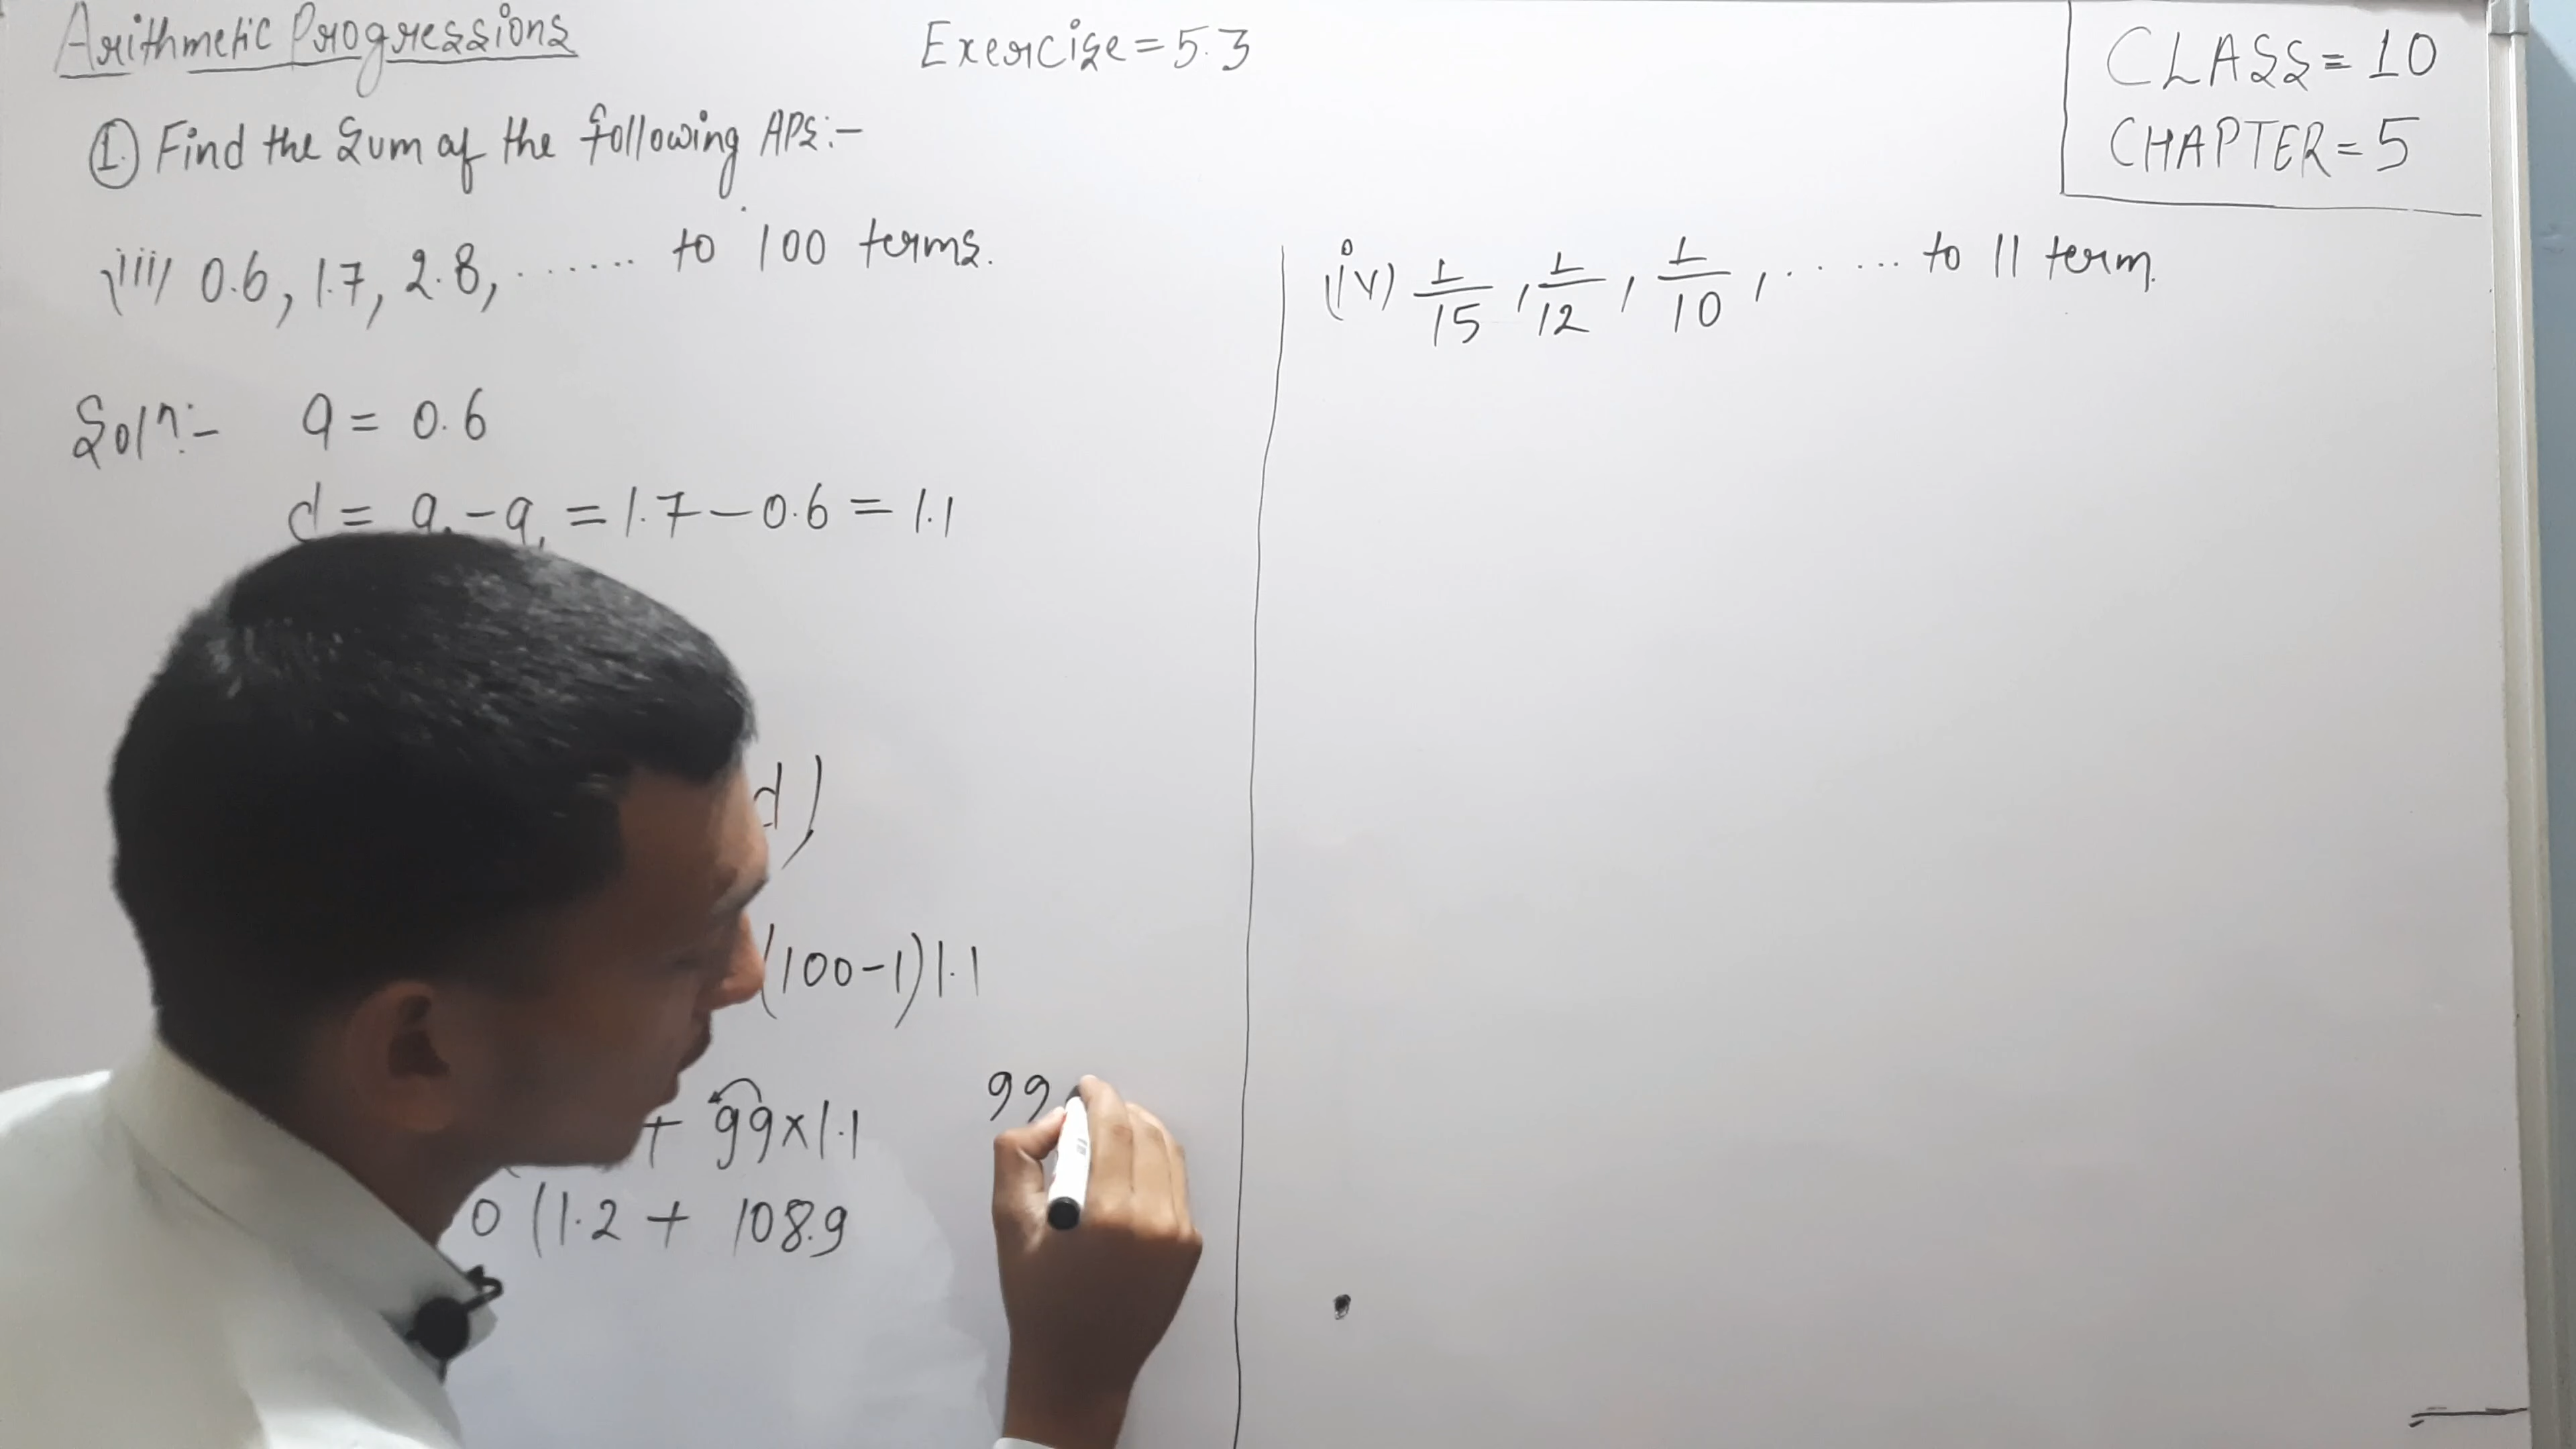 Arithmetic Progressions
Exercise = 5.3
CLASS = 10
CHAPTER = 5
① Find the Sum of the following APs:-
(iii) 0.6, 1.7, 2.8, ....... to 100 terms.
Soln:- a = 0.6
d = a - a₁ = 1.7 - 0.6 = 1.1
d)
(100-1)1.1
+ 99×1.1
99
0 (1.2 + 108.9
(iv) 1/15, 1/12, 1/10, ...... to 11 term.